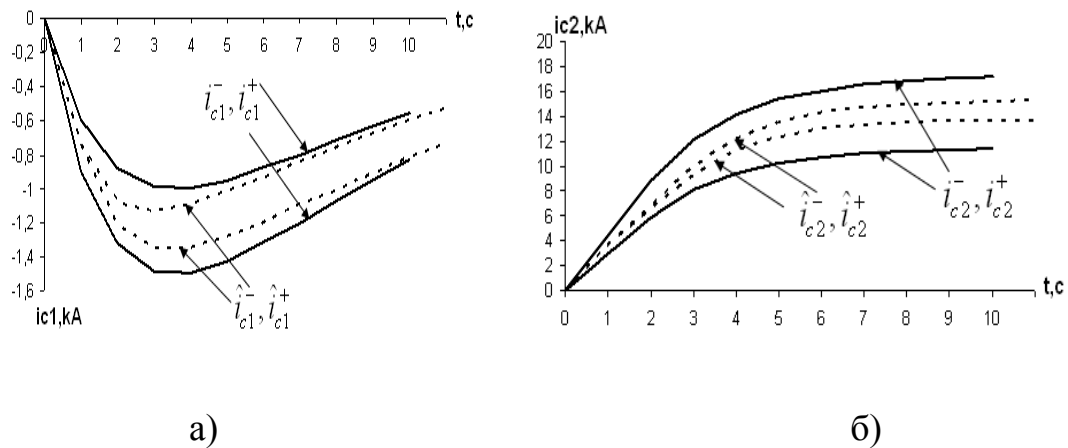 t,c
0
0 1 2 3 4 5 6 7 8 9 10
-0,2
-0,4
-0,6
-0,8
-1
-1,2
-1,4
-1,6
ic1,kA
i⁻c1, i⁺c1
î⁻c1, î⁺c1
а)
ic2,kA
20
18
16
14
12
10
8
6
4
2
0
0 1 2 3 4 5 6 7 8 9 10
t,c
î⁻c2, î⁺c2
i⁻c2, i⁺c2
б)